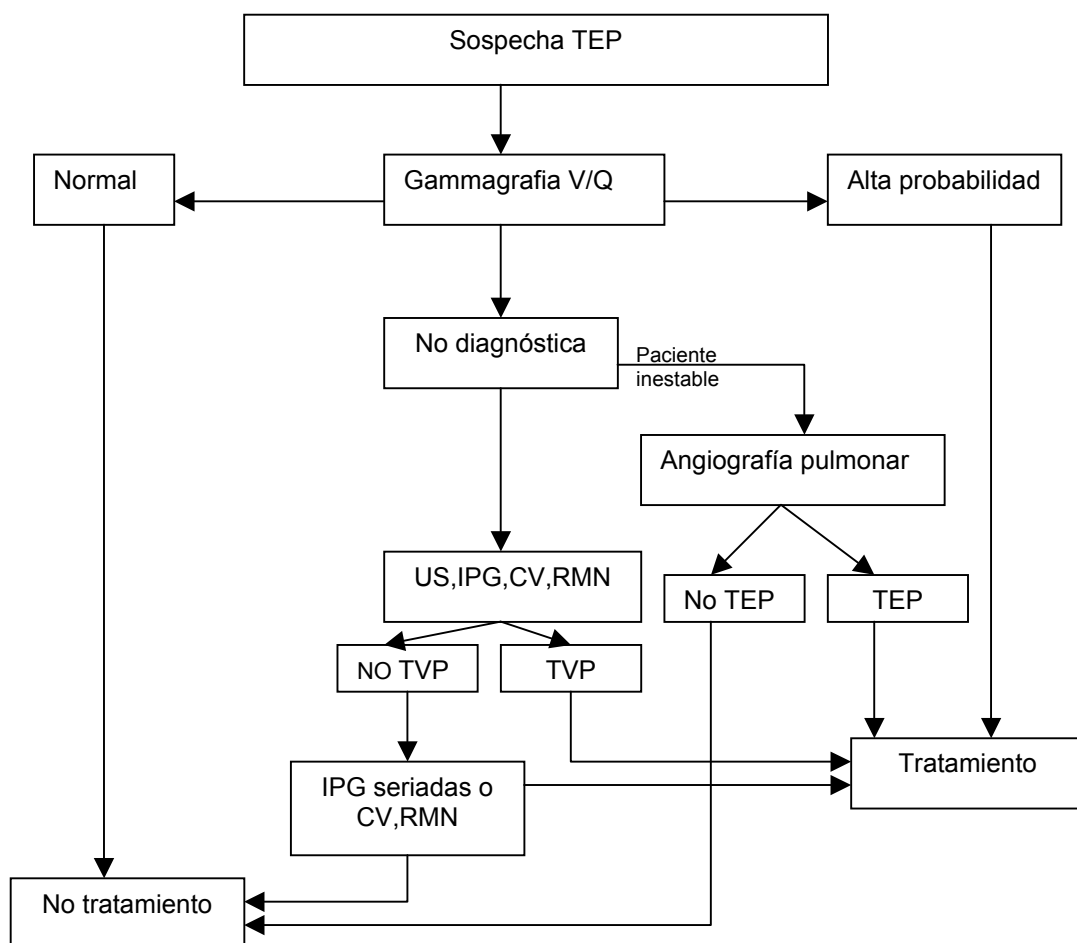 Sospecha TEP
Normal
Gammagrafia V/Q
Alta probabilidad
No diagnóstica
Paciente
inestable
Angiografía pulmonar
US,IPG,CV,RMN
No TEP
TEP
NO TVP
TVP
IPG seriadas o
CV,RMN
Tratamiento
No tratamiento